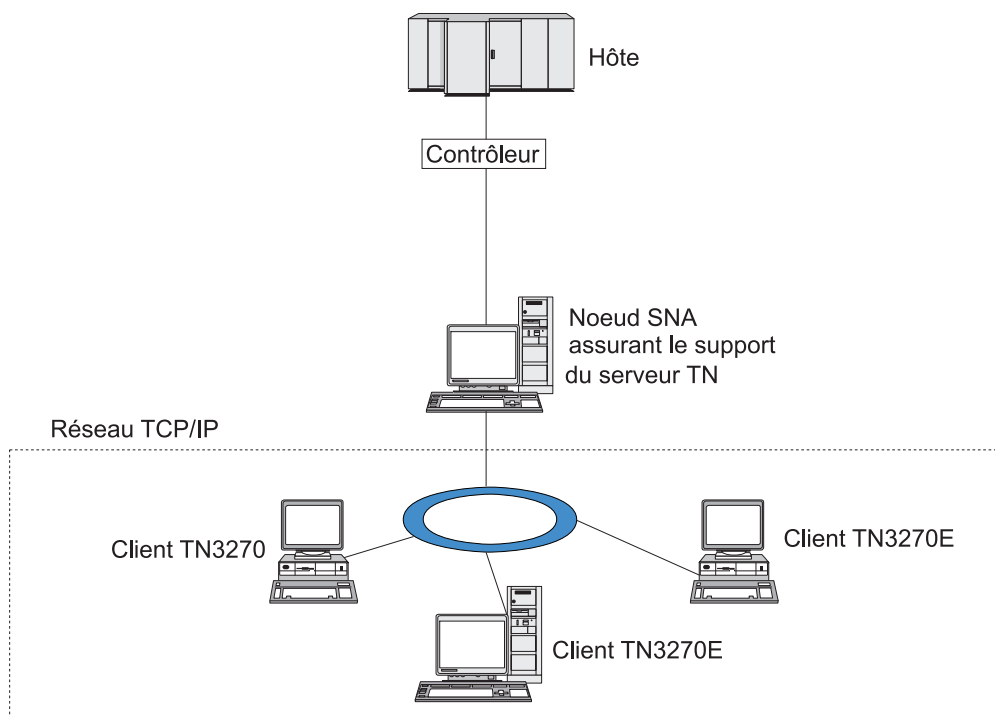 Hôte
Contrôleur
Noeud SNA
assurant le support
du serveur TN
Réseau TCP/IP
Client TN3270
Client TN3270E
Client TN3270E